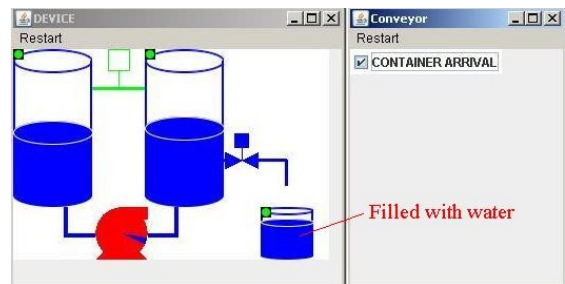 DEVICE
Restart
Conveyor
Restart
CONTAINER ARRIVAL
Filled with water